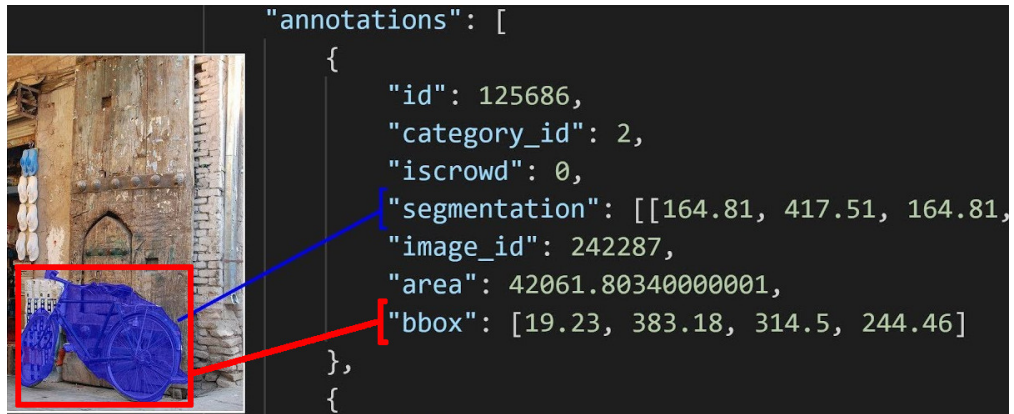 "annotations": [
{
"id": 125686,
"category_id": 2,
"iscrowd": 0,
"segmentation": [[164.81, 417.51, 164.81,
"image_id": 242287,
"area": 42061.80340000001,
"bbox": [19.23, 383.18, 314.5, 244.46]
},
{